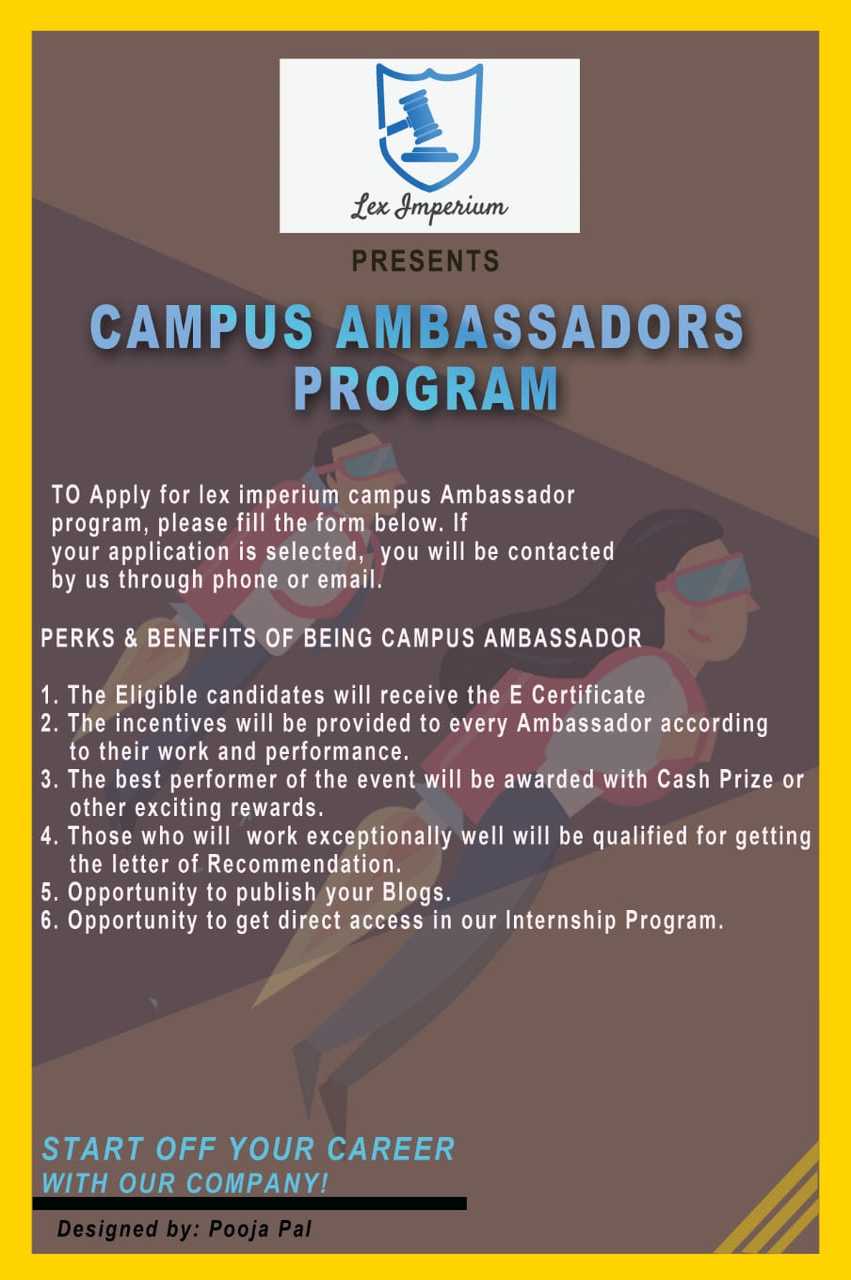 Lex Imperium
PRESENTS
CAMPUS AMBASSADORS
PROGRAM
TO Apply for lex imperium campus Ambassador
program, please fill the form below. If
your application is selected,  you will be contacted
by us through phone or email.
PERKS & BENEFITS OF BEING CAMPUS AMBASSADOR
1. The Eligible candidates will receive the E Certificate
2. The incentives will be provided to every Ambassador according
to their work and performance.
3. The best performer of the event will be awarded with Cash Prize or
other exciting rewards.
4. Those who will  work exceptionally well will be qualified for getting
the letter of Recommendation.
5. Opportunity to publish your Blogs.
6. Opportunity to get direct access in our Internship Program.
START OFF YOUR CAREER
WITH OUR COMPANY!
Designed by: Pooja Pal